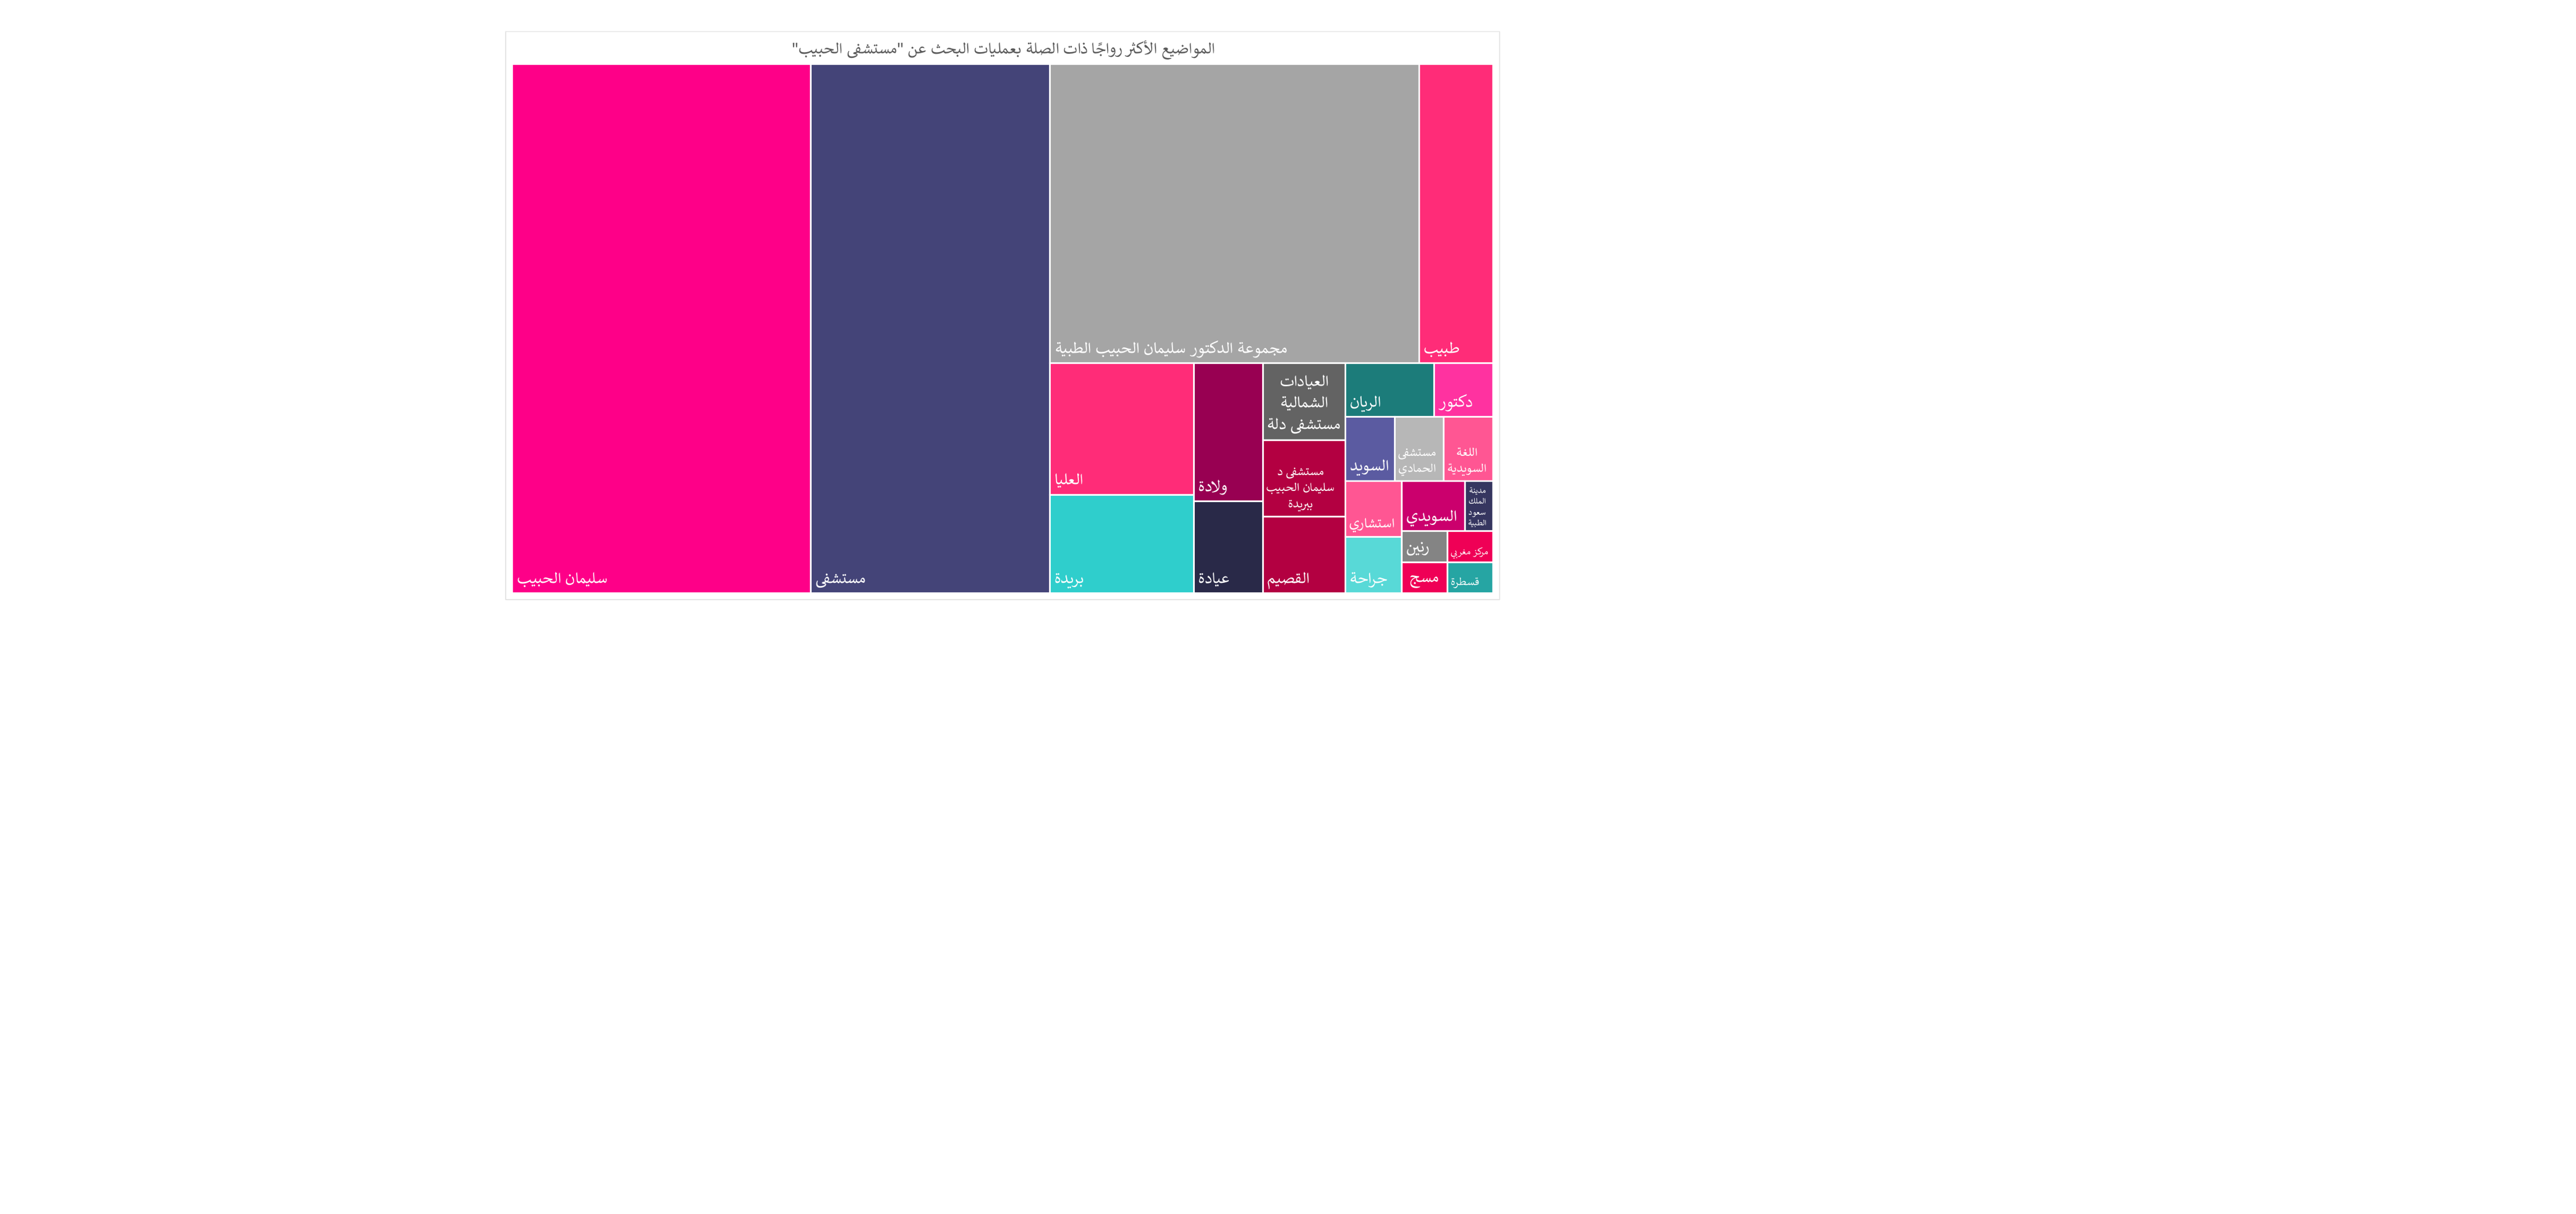 المواضيع الأكثر رواجًا ذات الصلة بعمليات البحث عن "مستشفى الحبيب"
سليمان الحبيب
مستشفى
مجموعة الدكتور سليمان الحبيب الطبية
طبيب
العليا
بريدة
ولادة
عيادة
العيادات
الشمالية
مستشفى دلة
مستشفى د
سليمان الحبيب
ببريدة
القصيم
الريان
دكتور
السويد
مستشفى
الحمادي
اللغة
السويدية
استشاري
السويدي
مدينة
الملك
سعود
الطبية
جراحة
رنين
مركز مغربي
مسج
قسطرة